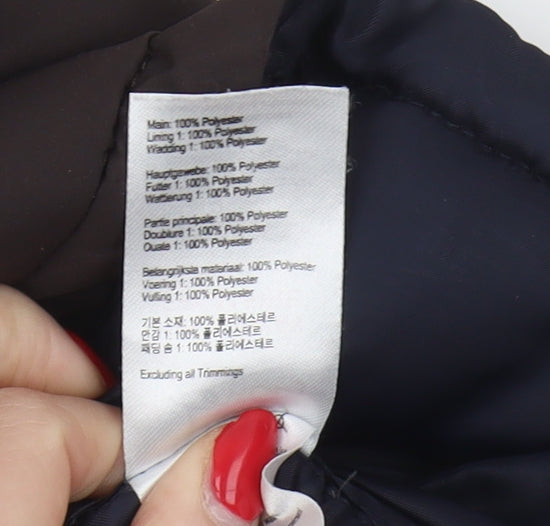 Main: 100% Polyester
Lining 1: 100% Polyester
Wadding 1: 100% Polyester
Hauptgewebe: 100% Polyester
Futter 1: 100% Polyester
Wattierung 1: 100% Polyester
Partie principale: 100% Polyester
Doublure 1: 100% Polyester
Ouate 1: 100% Polyester
Belangrijkste materiaal: 100% Polyester
Voering 1: 100% Polyester
Vulling 1: 100% Polyester
기본 소재: 100% 폴리에스테르
안감 1: 100% 폴리에스테르
패딩 솜 1: 100% 폴리에스테르
Excluding all Trimmings